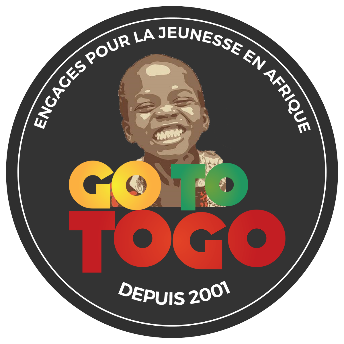 ENGAGES POUR LA JEUNESSE EN AFRIQUE
GO TO
TOGO
DEPUIS 2001